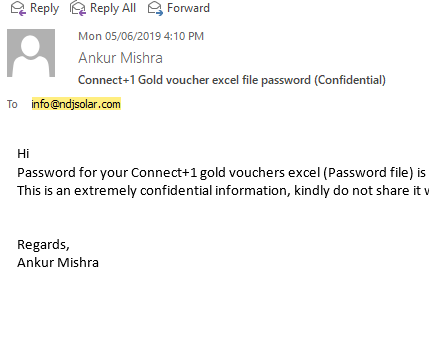 Reply Reply All Forward
Mon 05/06/2019 4:10 PM
Ankur Mishra
Connect+1 Gold voucher excel file password (Confidential)
To info@ndjsolar.com
Hi
Password for your Connect+1 gold vouchers excel (Password file) is
This is an extremely confidential information, kindly do not share it
Regards,
Ankur Mishra